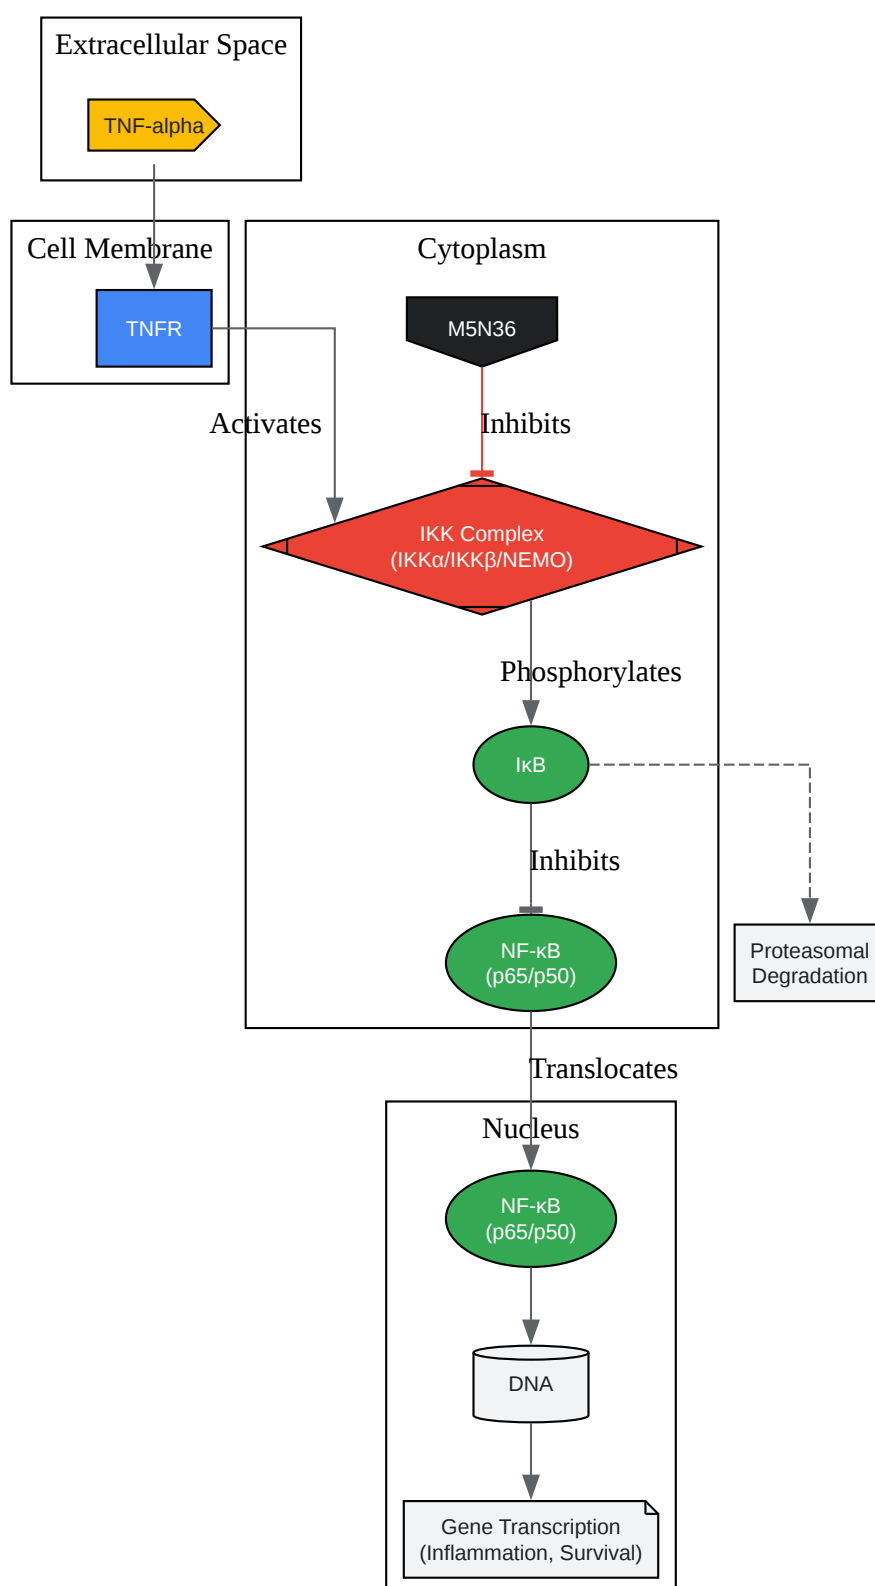 Extracellular Space
TNF-alpha
Cell Membrane
TNFR
Cytoplasm
M5N36
Activates
Inhibits
IKK Complex
(IKKα/IKKβ/NEMO)
Phosphorylates
IκB
Inhibits
NF-κB
(p65/p50)
Proteasomal
Degradation
Translocates
Nucleus
NF-κB
(p65/p50)
DNA
Gene Transcription
(Inflammation, Survival)